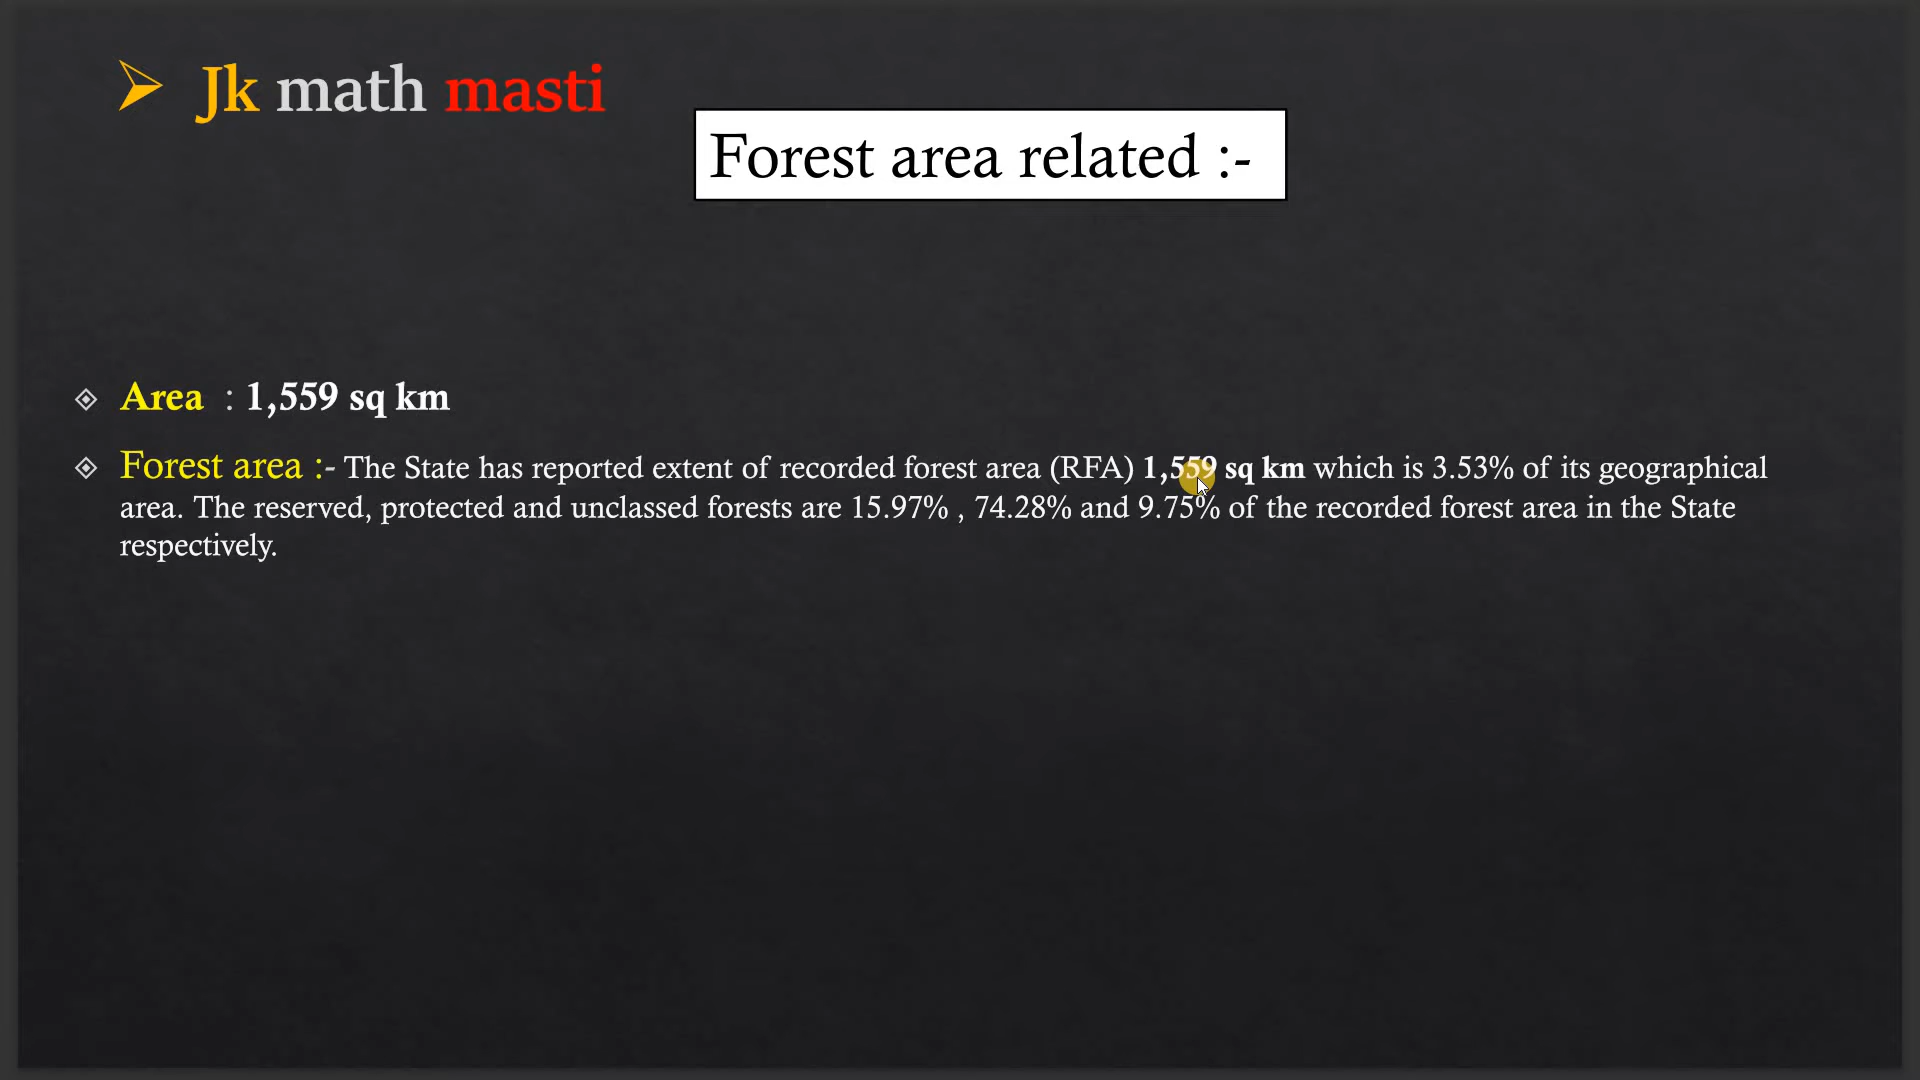 Jk math masti
Forest area related :-
Area : 1,559 sq km
Forest area :- The State has reported extent of recorded forest area (RFA) 1,559 sq km which is 3.53% of its geographical
area. The reserved, protected and unclassed forests are 15.97% , 74.28% and 9.75% of the recorded forest area in the State
respectively.